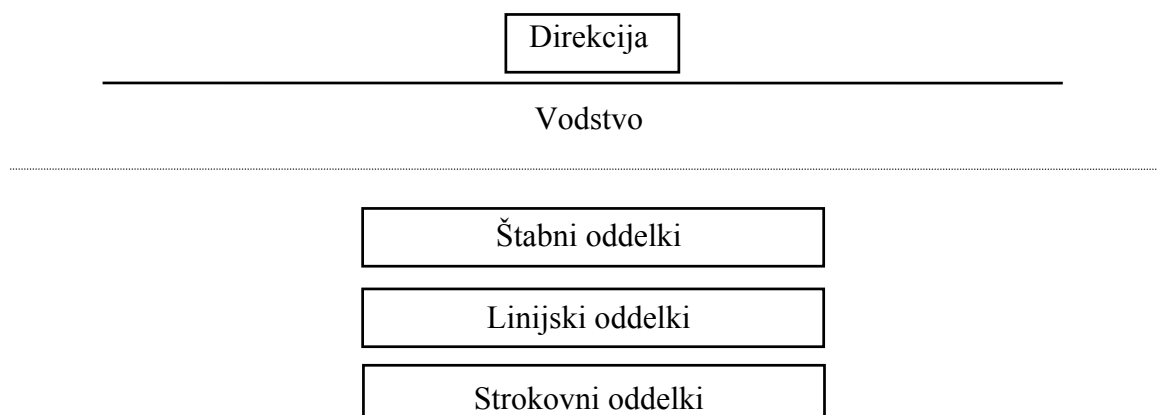 Direkcija
Vodstvo
Štabni oddelki
Linijski oddelki
Strokovni oddelki